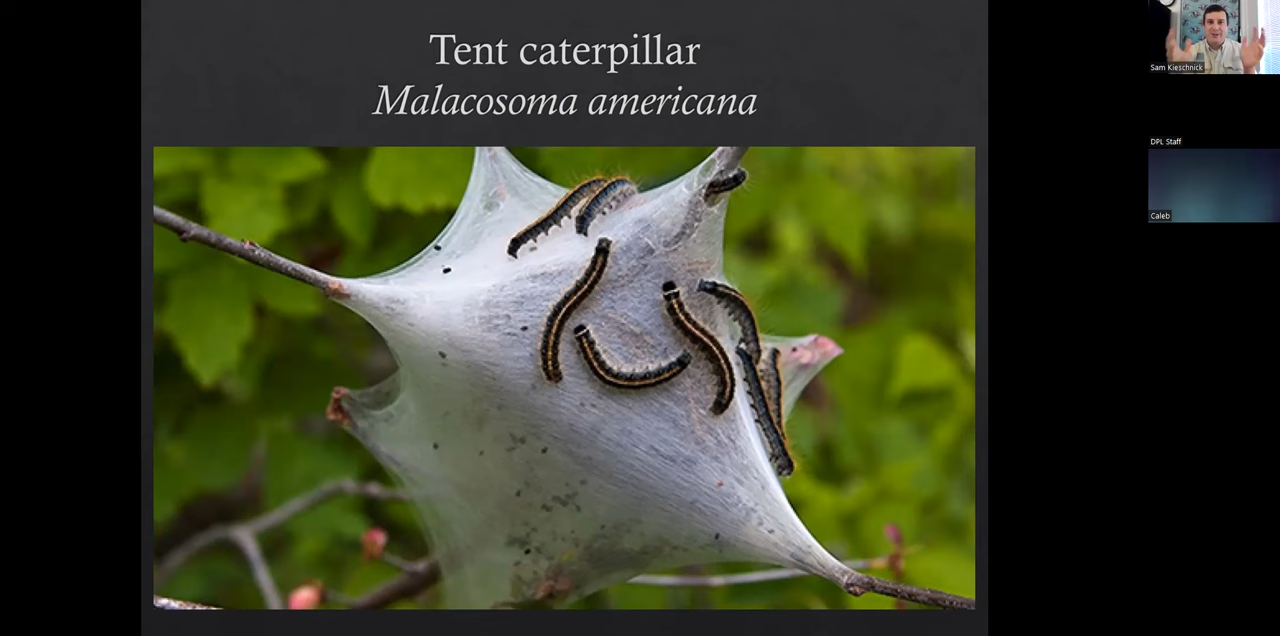 Tent caterpillar
Malacosoma americana
Sam Kieschnick
DPL Staff
Caleb